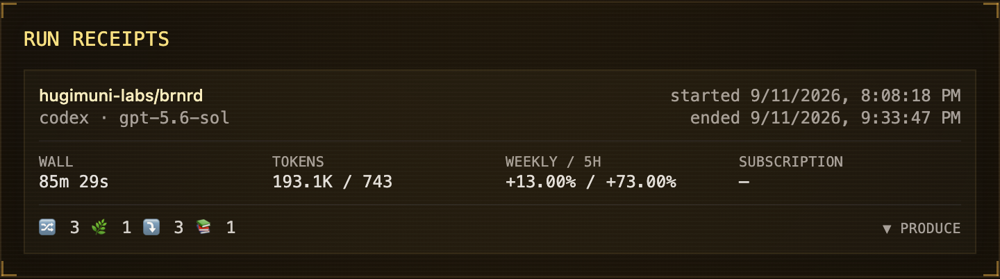 RUN RECEIPTS
hugimuni-labs/brnrd
started 9/11/2026, 8:08:18 PM
codex · gpt-5.6-sol
ended 9/11/2026, 9:33:47 PM
WALL TOKENS WEEKLY / 5H SUBSCRIPTION
85m 29s 193.1K / 743 +13.00% / +73.00% —
🔀 3 🌿 1 ⤵️ 3 📚 1 ▼ PRODUCE